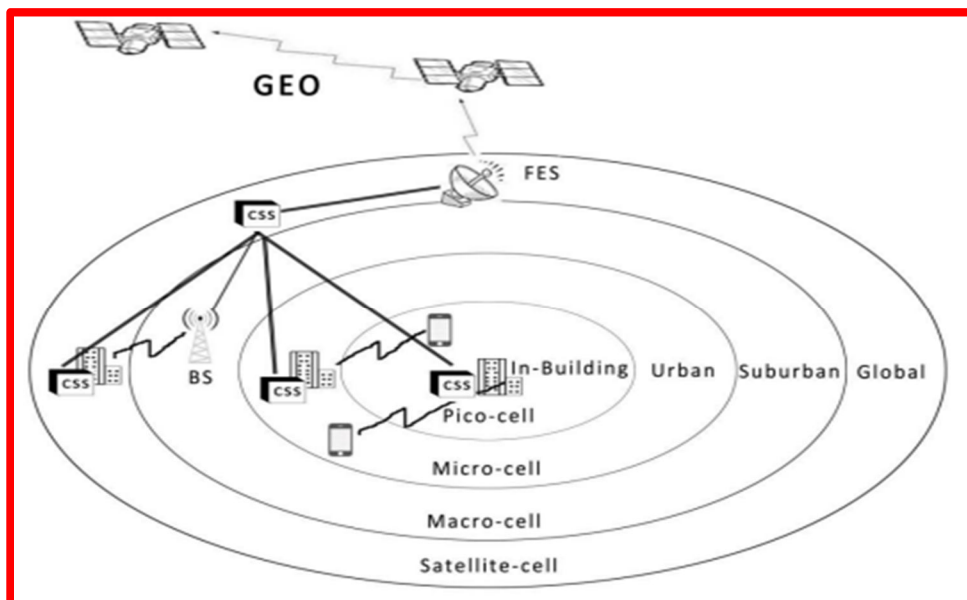 GEO
FES
CSS
BS
CSS
CSS
CSS
In-Building
Urban
Suburban
Global
Pico-cell
Micro-cell
Macro-cell
Satellite-cell